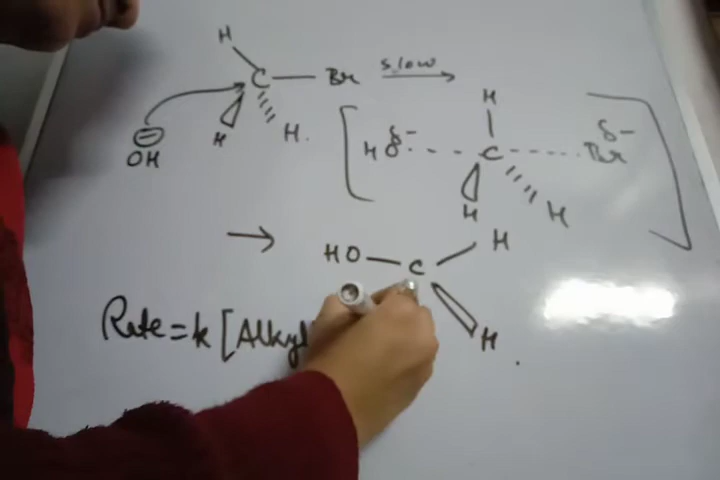 H
C — Br slow →
⊖
OH H H.
H
[ HO δ- --- C --- Br δ- ]
H H
→ HO — C — H
H
Rate = k [Alkyl